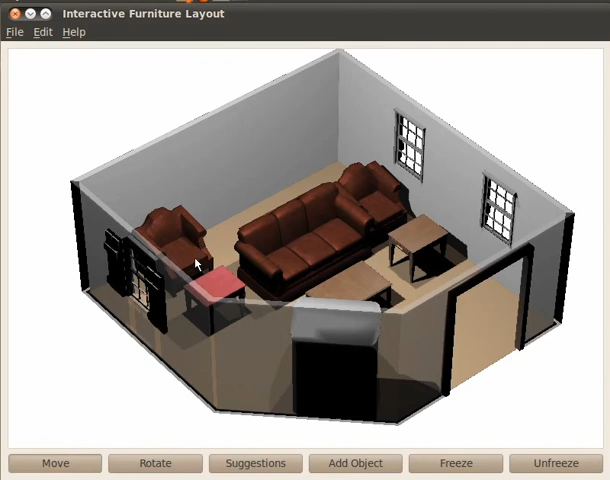 Interactive Furniture Layout
File Edit Help
Move Rotate Suggestions Add Object Freeze Unfreeze